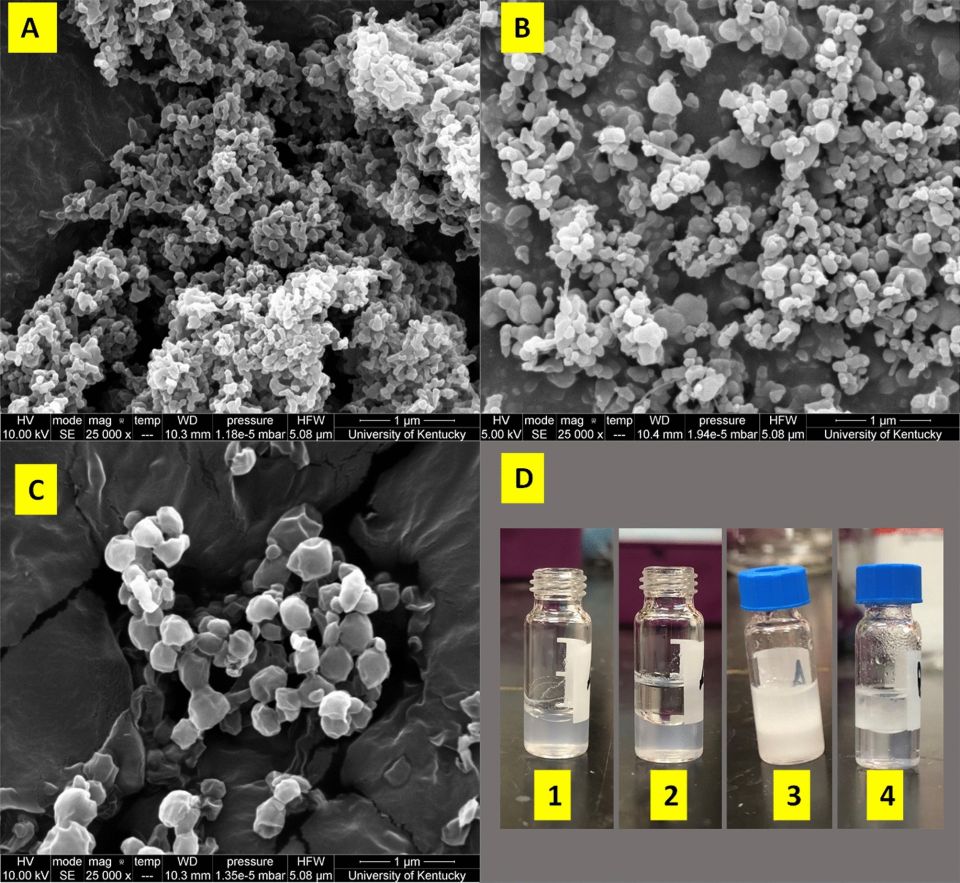 A
HV mode mag temp WD pressure HFW 1 µm
10.00 kV SE 25 000 x --- 10.3 mm 1.18e-5 mbar 5.08 µm University of Kentucky
B
HV mode mag temp WD pressure HFW 1 µm
5.00 kV SE 25 000 x --- 10.4 mm 1.94e-5 mbar 5.08 µm University of Kentucky
C
HV mode mag temp WD pressure HFW 1 µm
10.00 kV SE 25 000 x --- 10.3 mm 1.35e-5 mbar 5.08 µm University of Kentucky
D
A
1 2 3 4